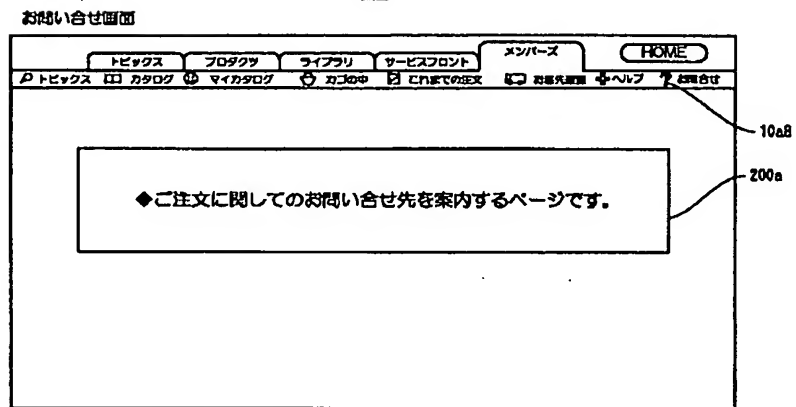 お問い合せ画面
トピックス プロダクツ ライブラリ サービスフロント メンバーズ HOME
トピックス カタログ マイカタログ カゴの中 これまでの注文 ヘルプ お問合せ
10a8
200a
◆ご注文に関してのお問い合せ先を案内するページです。